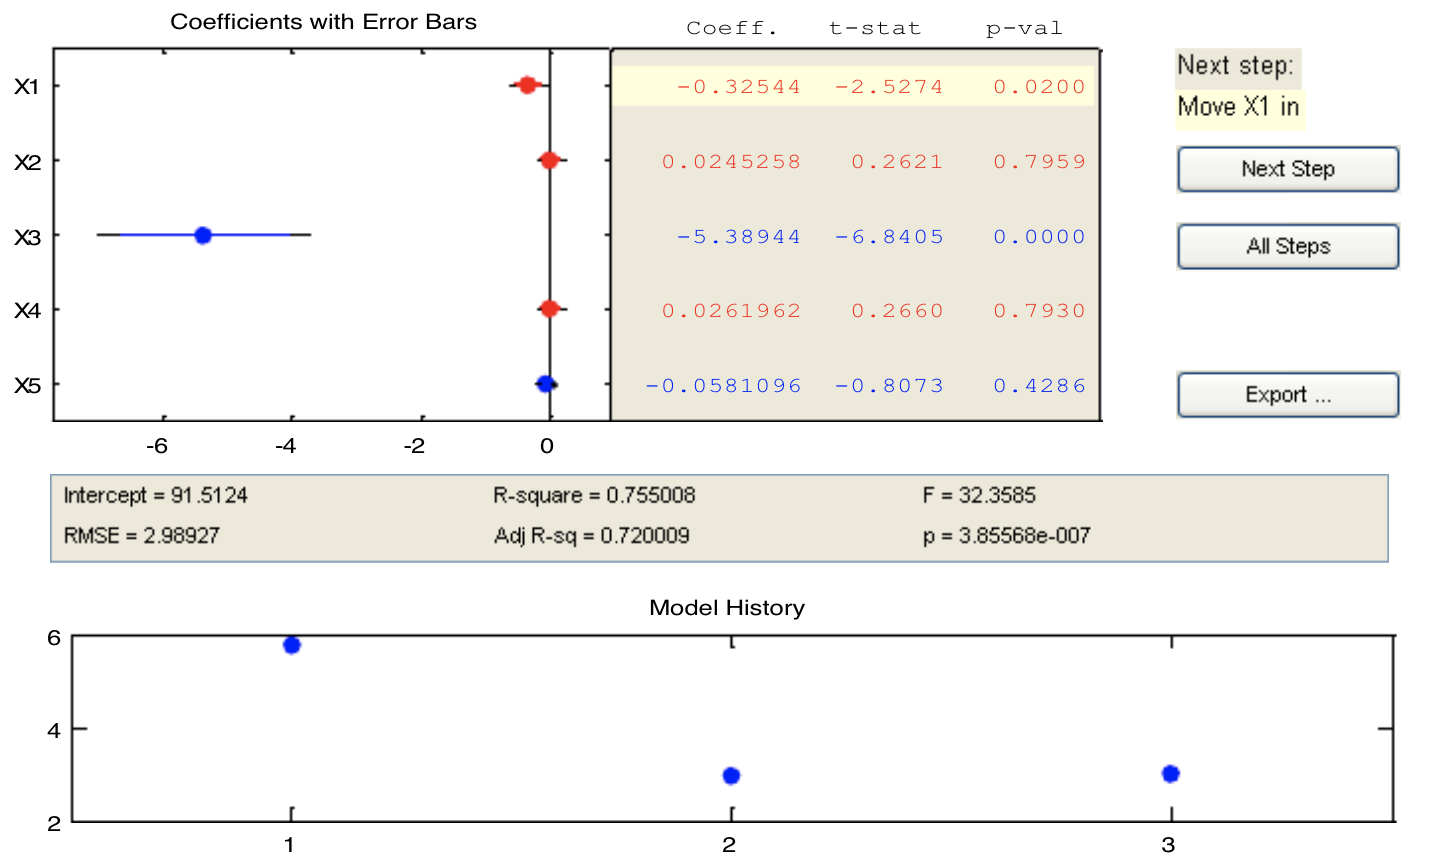 Coefficients with Error Bars
Coeff. t-stat p-val
X1 -0.32544 -2.5274 0.0200
X2 0.0245258 0.2621 0.7959
X3 -5.38944 -6.8405 0.0000
X4 0.0261962 0.2660 0.7930
X5 -0.0581096 -0.8073 0.4286
-6 -4 -2 0
Next step:
Move X1 in
Next Step
All Steps
Export ...
Intercept = 91.5124 R-square = 0.755008 F = 32.3585
RMSE = 2.98927 Adj R-sq = 0.720009 p = 3.85568e-007
Model History
6
4
2
1 2 3